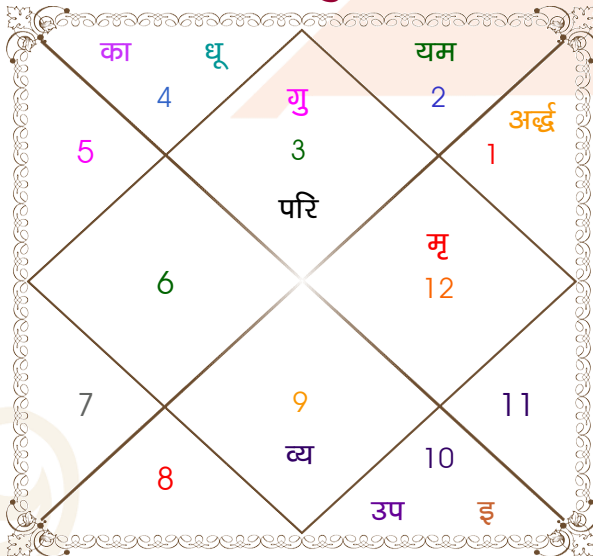 का धू यम
4 गु 2 अर्द्ध
5 3 1
परि
मृ
6 12
7 9 11
व्य 10
8
उप इ